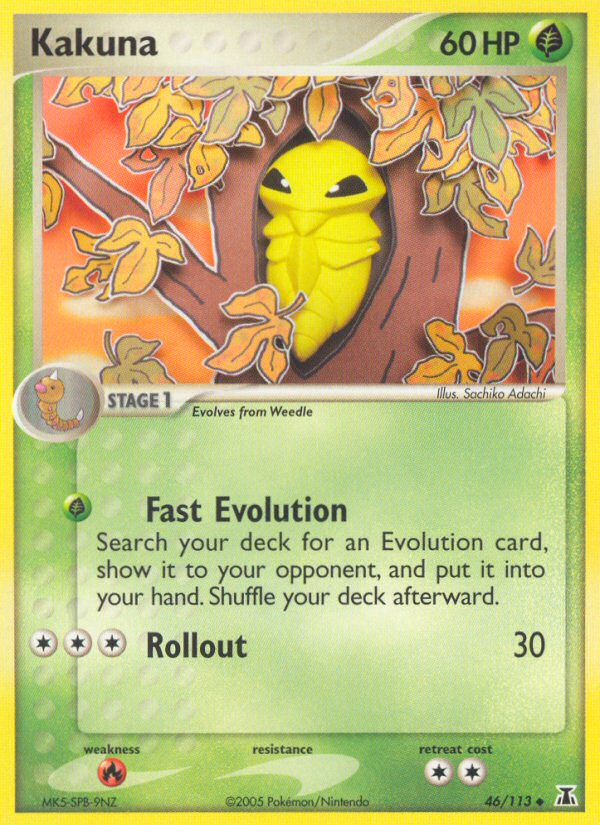 Kakuna
60 HP
Illus. Sachiko Adachi
STAGE 1
Evolves from Weedle
Fast Evolution
Search your deck for an Evolution card,
show it to your opponent, and put it into
your hand. Shuffle your deck afterward.
Rollout 30
weakness resistance retreat cost
MK5-SPB-9NZ ©2005 Pokémon/Nintendo 46/113